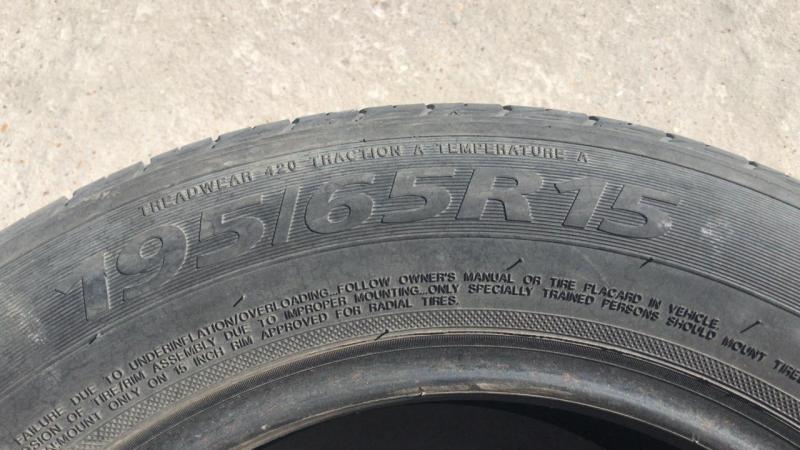 TREADWEAR 420 TRACTION A TEMPERATURE A
195/65R15
FAILURE DUE TO UNDERINFLATION/OVERLOADING...FOLLOW OWNER'S MANUAL OR TIRE PLACARD IN VEHICLE.
OF TIRE/RIM ASSEMBLY DUE TO IMPROPER MOUNTING...ONLY SPECIALLY TRAINED PERSONS SHOULD MOUNT
MOUNT ONLY ON 15 INCH RIM APPROVED FOR RADIAL TIRES.